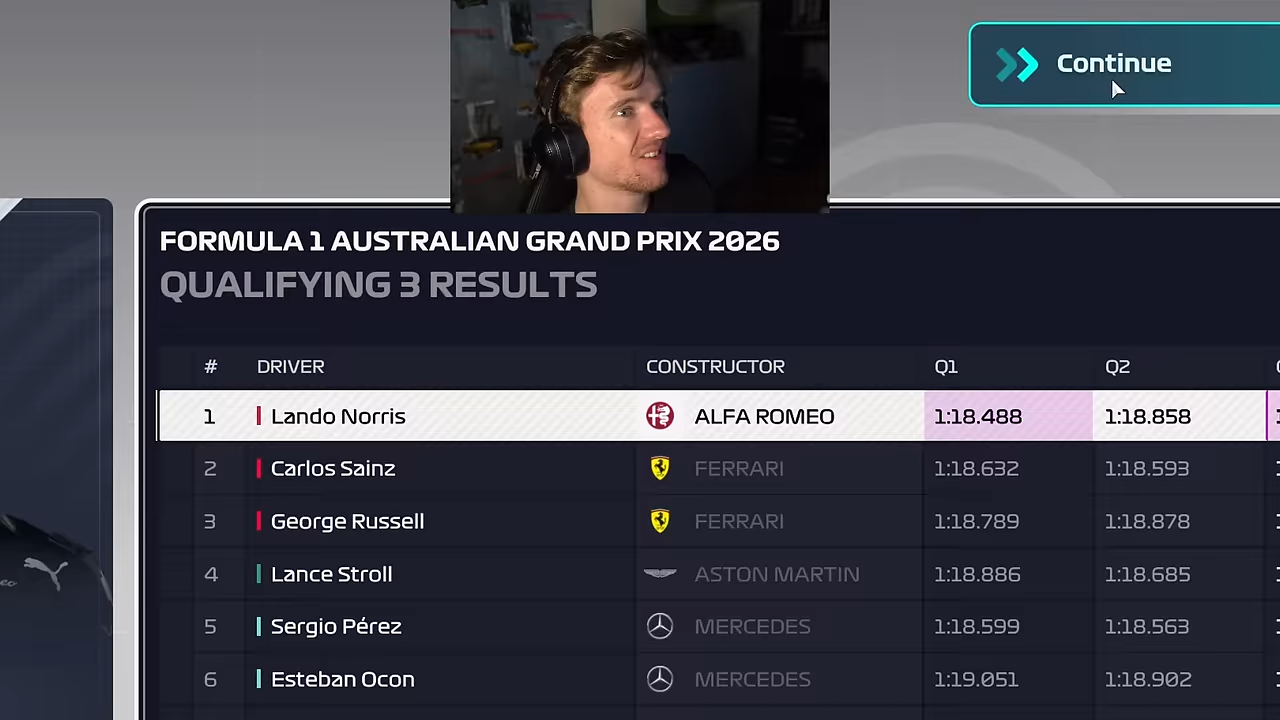 Continue
FORMULA 1 AUSTRALIAN GRAND PRIX 2026
QUALIFYING 3 RESULTS
# DRIVER CONSTRUCTOR Q1 Q2
1 Lando Norris ALFA ROMEO 1:18.488 1:18.858
2 Carlos Sainz FERRARI 1:18.632 1:18.593
3 George Russell FERRARI 1:18.789 1:18.878
4 Lance Stroll ASTON MARTIN 1:18.886 1:18.685
5 Sergio Pérez MERCEDES 1:18.599 1:18.563
6 Esteban Ocon MERCEDES 1:19.051 1:18.902